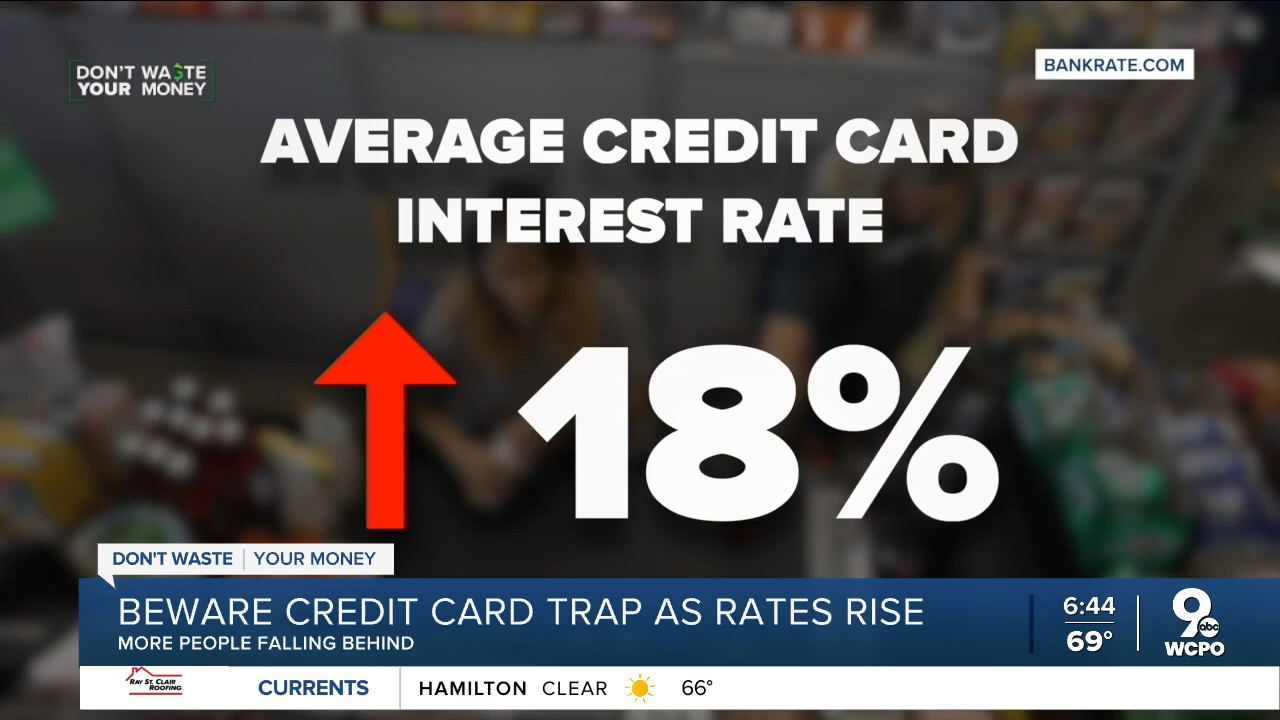 DON'T WA$TE
YOUR MONEY
BANKRATE.COM
AVERAGE CREDIT CARD
INTEREST RATE
18%
DON'T WASTE | YOUR MONEY
BEWARE CREDIT CARD TRAP AS RATES RISE
MORE PEOPLE FALLING BEHIND
6:44
69°
9 abc
WCPO
RAY ST. CLAIR
ROOFING
CURRENTS
HAMILTON CLEAR 66°